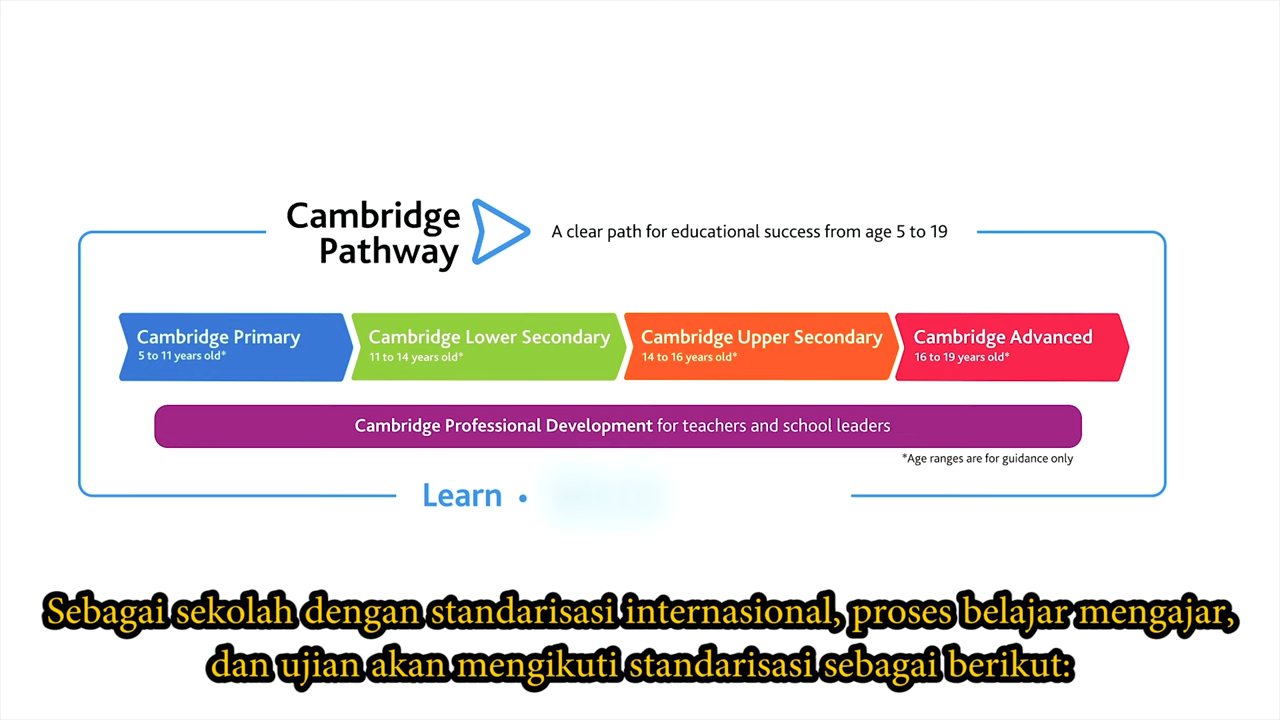 Cambridge
Pathway
A clear path for educational success from age 5 to 19
Cambridge Primary
5 to 11 years old*
Cambridge Lower Secondary
11 to 14 years old*
Cambridge Upper Secondary
14 to 16 years old*
Cambridge Advanced
16 to 19 years old*
Cambridge Professional Development for teachers and school leaders
*Age ranges are for guidance only
Learn •
Sebagai sekolah dengan standarisasi internasional, proses belajar mengajar,
dan ujian akan mengikuti standarisasi sebagai berikut: